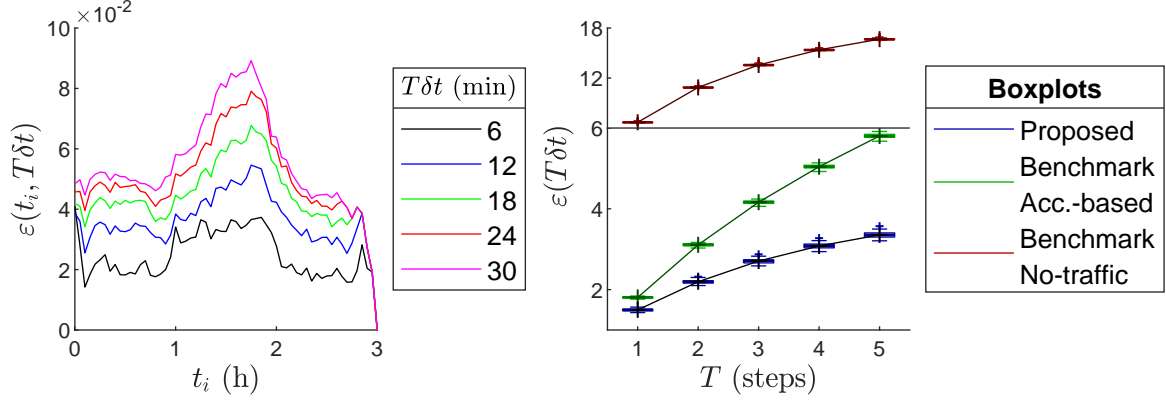 ×10⁻²
10
8
6
4
2
0
0
1
2
3
ε(tᵢ, Tδt)
tᵢ (h)
Tδt (min)
6
12
18
24
30
18
12
6
4
2
1
2
3
4
5
ε(Tδt)
T (steps)
Boxplots
Proposed
Benchmark
Acc.-based
Benchmark
No-traffic